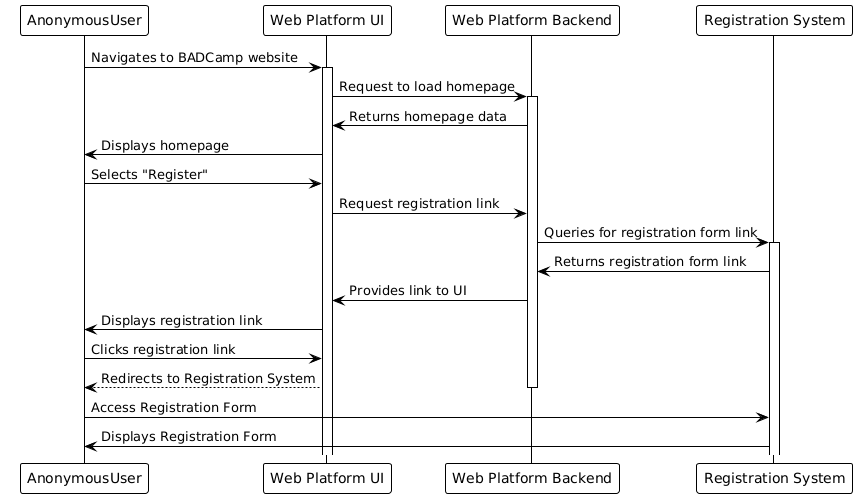 AnonymousUser
Web Platform UI
Web Platform Backend
Registration System
Navigates to BADCamp website
Request to load homepage
Returns homepage data
Displays homepage
Selects "Register"
Request registration link
Queries for registration form link
Returns registration form link
Provides link to UI
Displays registration link
Clicks registration link
Redirects to Registration System
Access Registration Form
Displays Registration Form
AnonymousUser
Web Platform UI
Web Platform Backend
Registration System